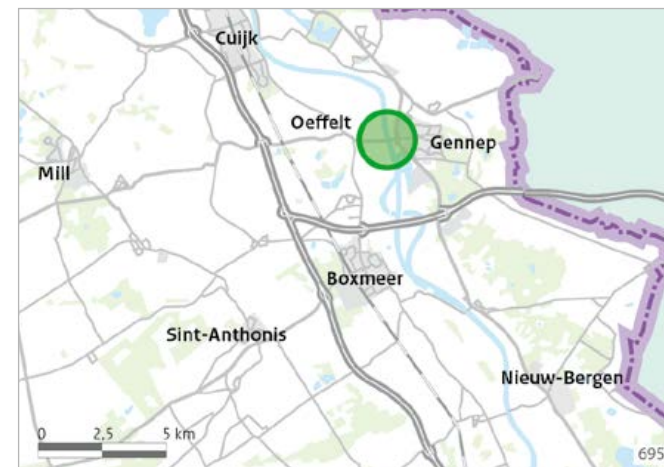 Cuijk
Oeffelt
Gennep
Mill
Boxmeer
Sint-Anthonis
Nieuw-Bergen
0 2,5 5 km
695